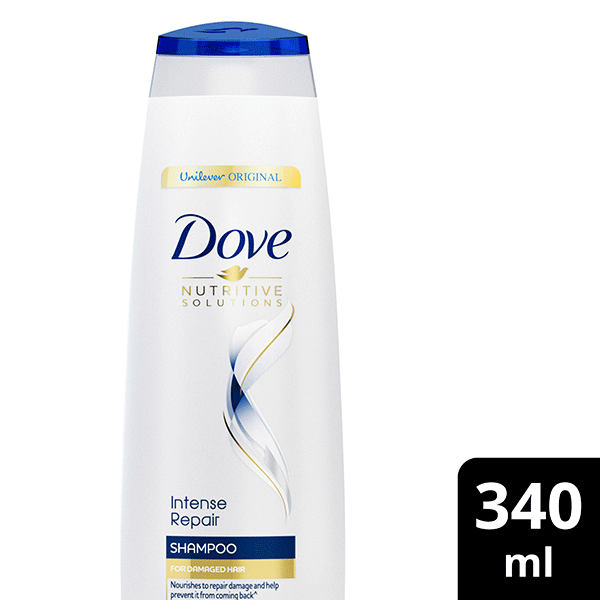 Unilever ORIGINAL
Dove
NUTRITIVE
SOLUTIONS
Intense
Repair
SHAMPOO
FOR DAMAGED HAIR
Nourishes to repair damage and help
prevent it from coming back^
340
ml